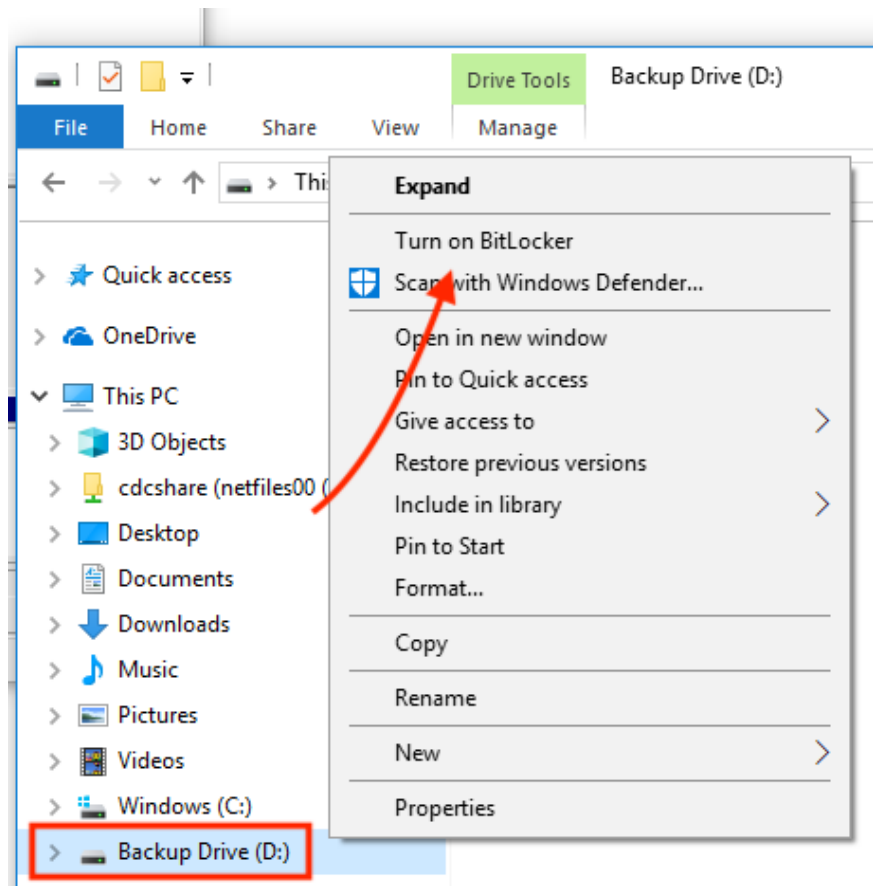 Drive Tools
Backup Drive (D:)
File
Home
Share
View
Manage
Expand
Turn on BitLocker
Scan with Windows Defender...
Open in new window
Pin to Quick access
Give access to
Restore previous versions
Include in library
Pin to Start
Format...
Copy
Rename
New
Properties
Quick access
OneDrive
This PC
3D Objects
cdcshare (netfiles00 (
Desktop
Documents
Downloads
Music
Pictures
Videos
Windows (C:)
Backup Drive (D:)